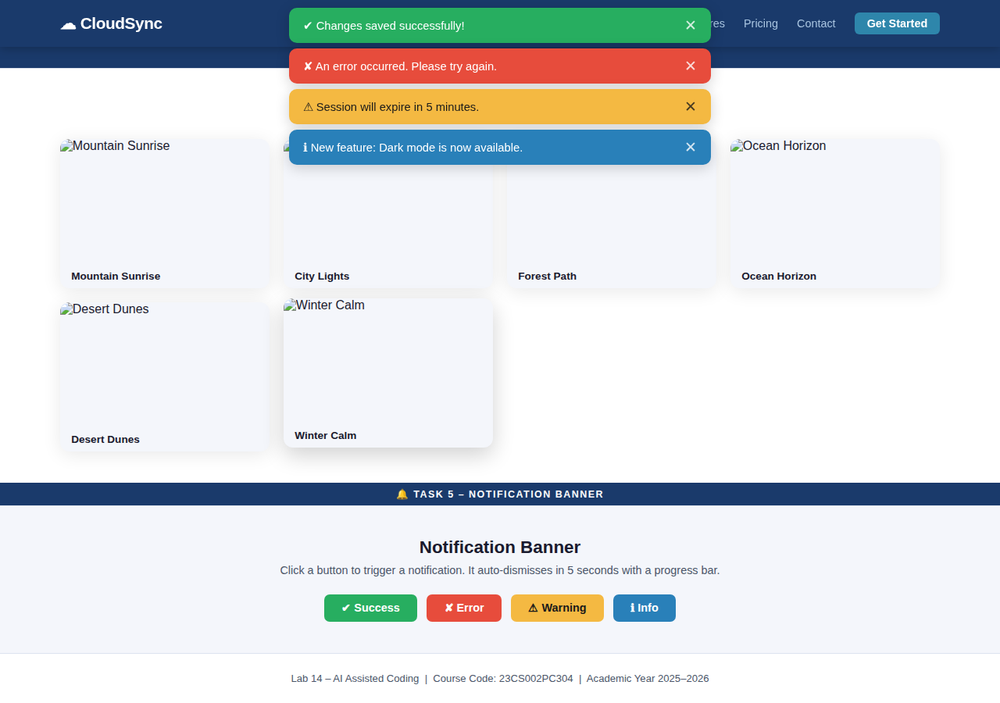 ☁ CloudSync
res Pricing Contact Get Started
✔ Changes saved successfully! ✕
✘ An error occurred. Please try again. ✕
⚠ Session will expire in 5 minutes. ✕
ℹ New feature: Dark mode is now available. ✕
Mountain Sunrise
Ocean Horizon
Mountain Sunrise
City Lights
Forest Path
Ocean Horizon
Desert Dunes
Winter Calm
Desert Dunes
Winter Calm
🔔 TASK 5 – NOTIFICATION BANNER
Notification Banner
Click a button to trigger a notification. It auto-dismisses in 5 seconds with a progress bar.
✔ Success ✘ Error ⚠ Warning ℹ Info
Lab 14 – AI Assisted Coding | Course Code: 23CS002PC304 | Academic Year 2025–2026